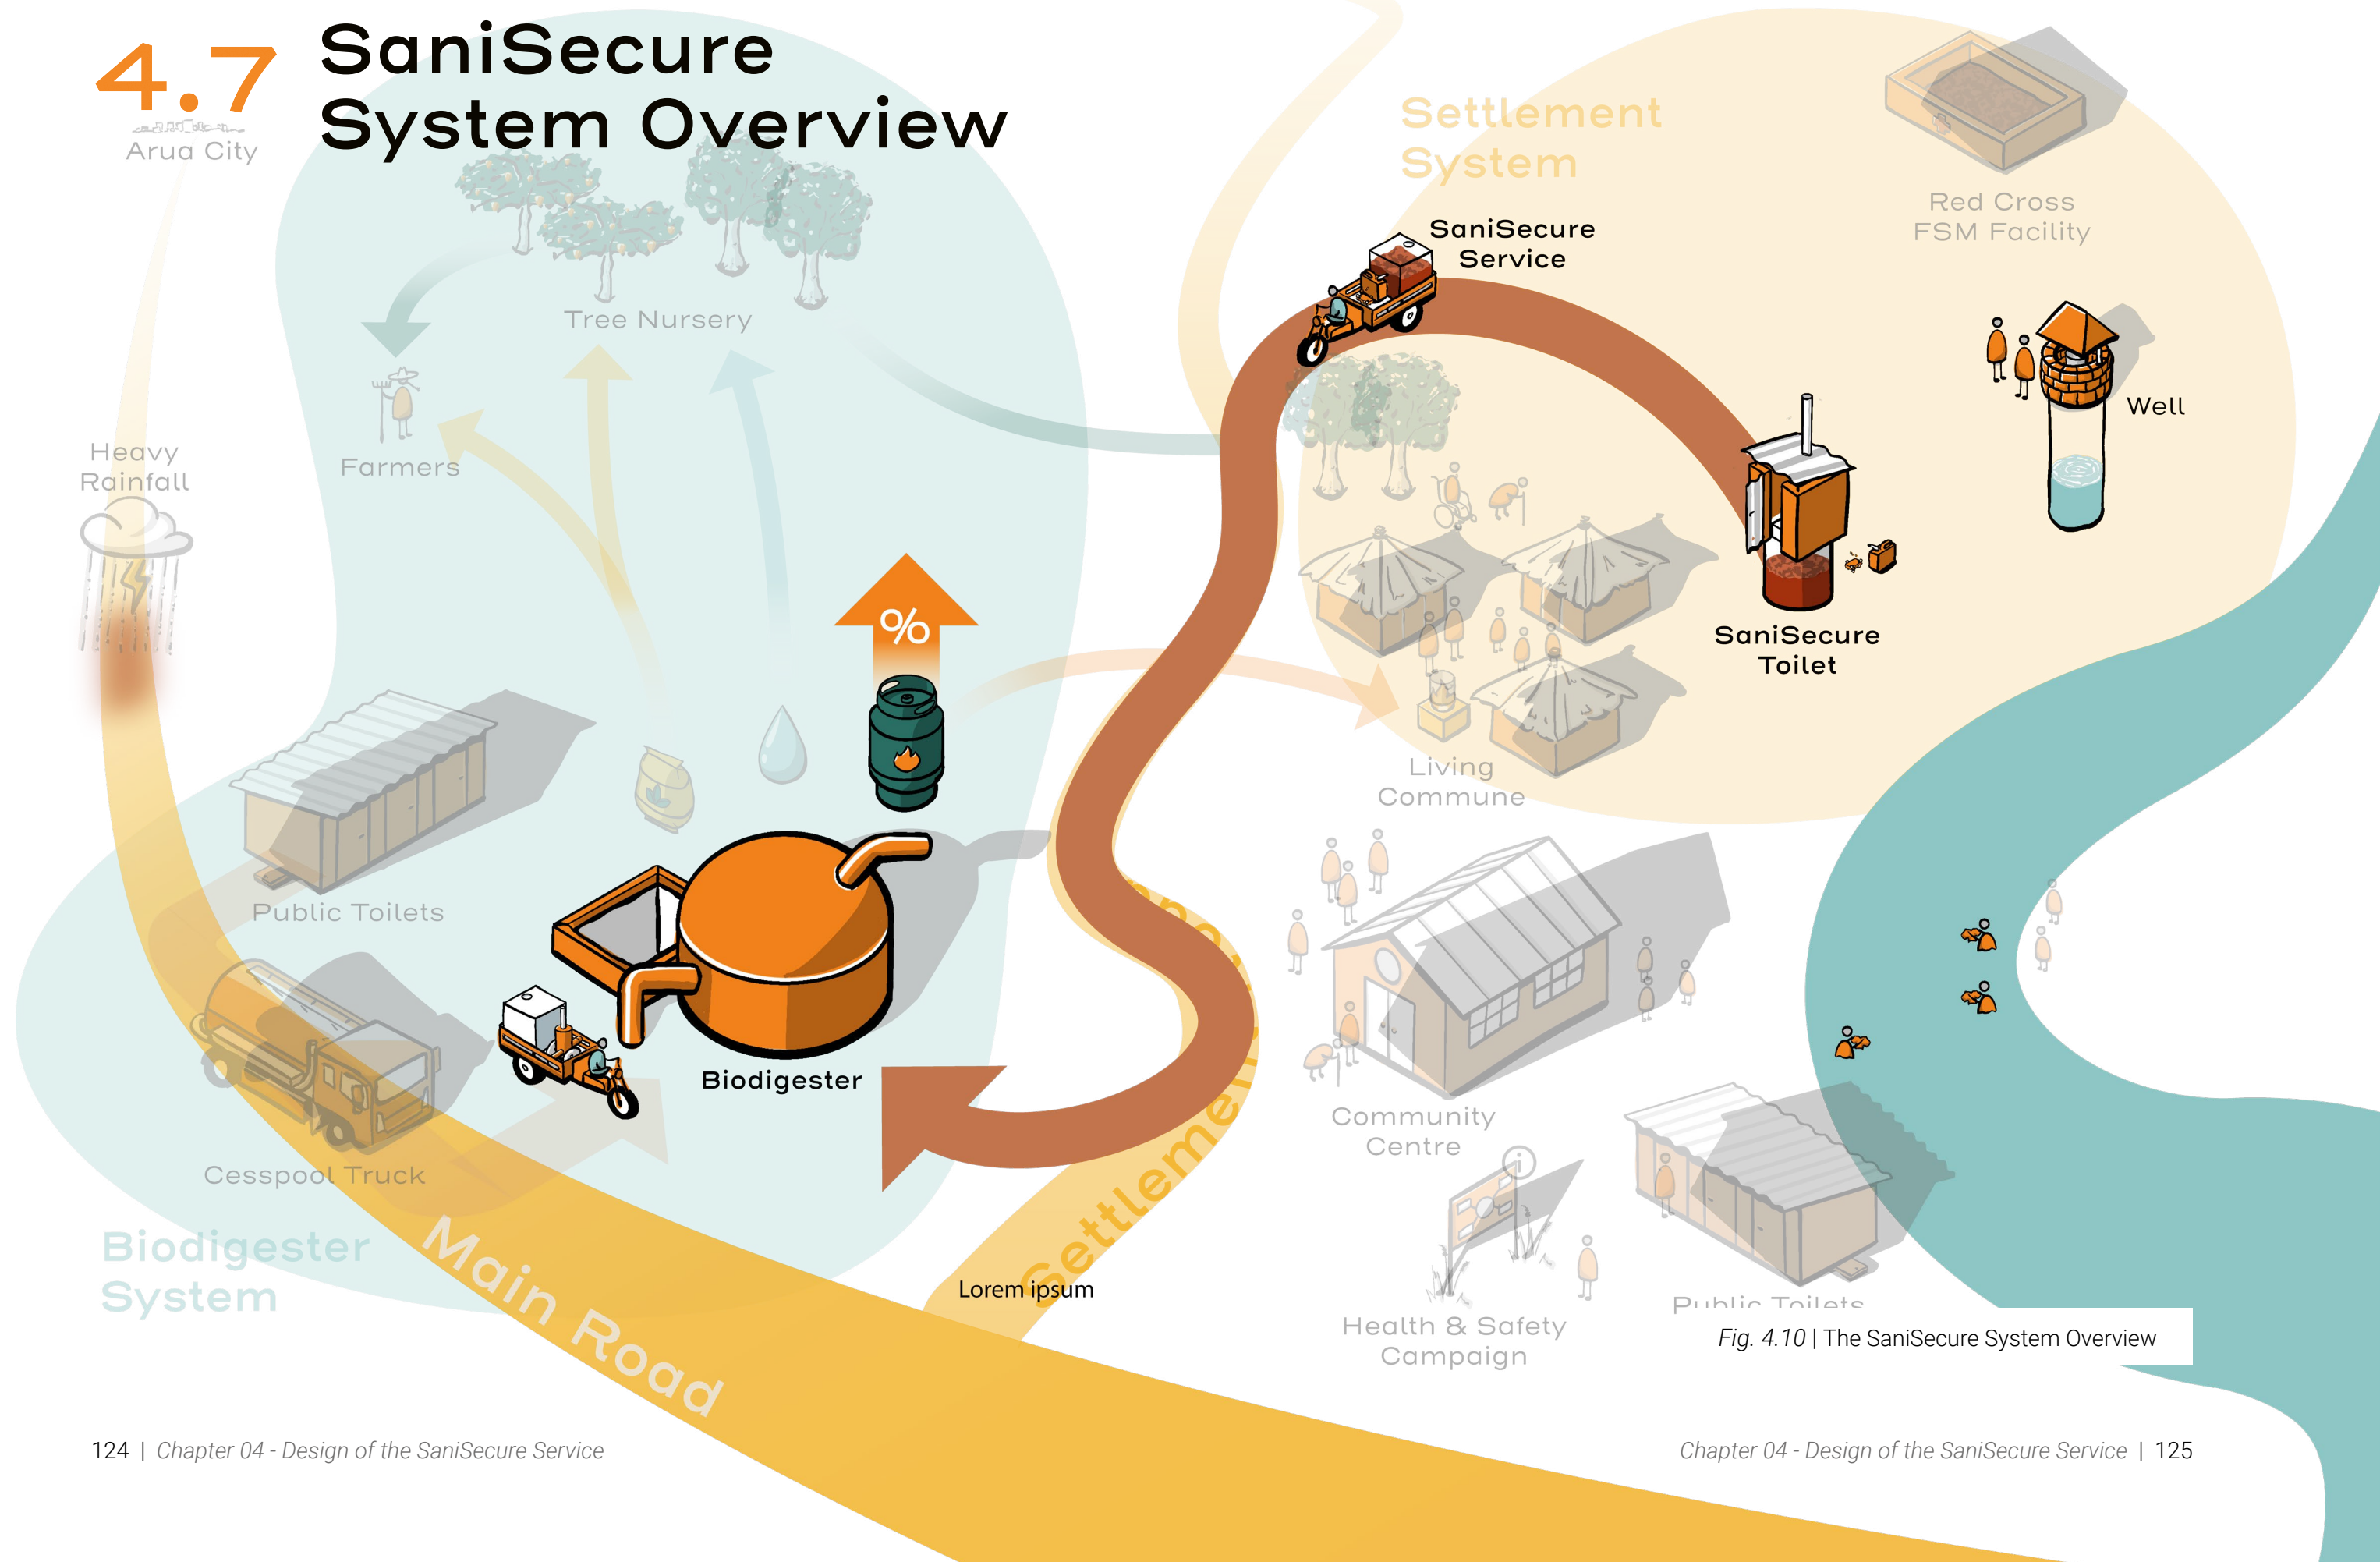 4.7
SaniSecure
System Overview
Arua City
Settlement
System
Red Cross
FSM Facility
SaniSecure
Service
Tree Nursery
Well
Heavy
Rainfall
Farmers
%
SaniSecure
Toilet
Living
Commune
Public Toilets
Biodigester
Community
Centre
Cesspool Truck
Biodigester
System
Main Road
Lorem ipsum
i
Health & Safety
Campaign
Public Toilets
Fig. 4.10 | The SaniSecure System Overview
124 | Chapter 04 - Design of the SaniSecure Service
Chapter 04 - Design of the SaniSecure Service | 125